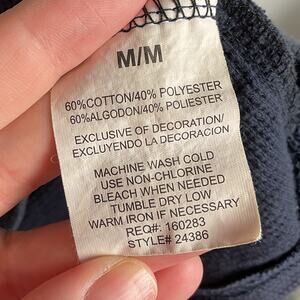 M/M
60%COTTON/40% POLYESTER
60%ALGODON/40% POLIESTER
EXCLUSIVE OF DECORATION/
EXCLUYENDO LA DECORACION
MACHINE WASH COLD
USE NON-CHLORINE
BLEACH WHEN NEEDED
TUMBLE DRY LOW
WARM IRON IF NECESSARY
REQ#: 160283
STYLE# 24386